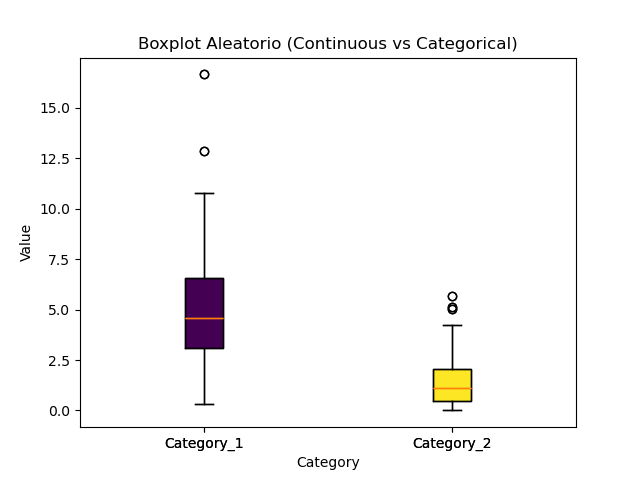 Boxplot Aleatorio (Continuous vs Categorical)
15.0
12.5
10.0
7.5
5.0
2.5
0.0
Value
Category_1
Category_2
Category